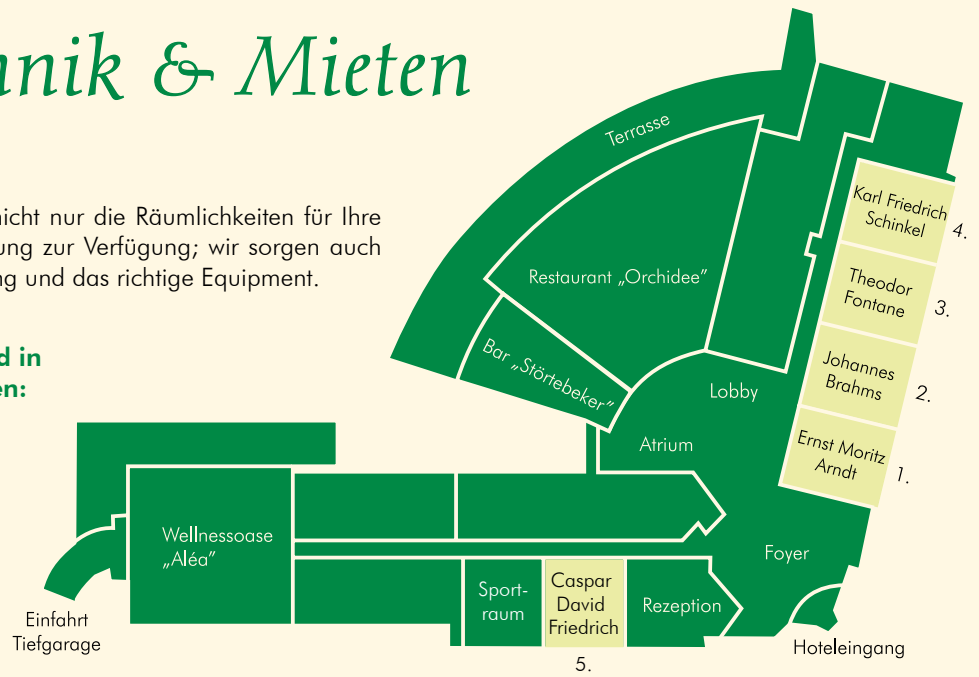 nnik & Mieten
nicht nur die Räumlichkeiten für Ihre
ung zur Verfügung; wir sorgen auch
ng und das richtige Equipment.
d in
en:
Terrasse
Restaurant „Orchidee”
Bar „Störtebeker”
Lobby
Atrium
Karl Friedrich
Schinkel
4.
Theodor
Fontane
3.
Johannes
Brahms
2.
Ernst Moritz
Arndt
1.
Foyer
Wellnessoase
„Aléa”
Sport-
raum
Caspar
David
Friedrich
5.
Rezeption
Einfahrt
Tiefgarage
Hoteleingang